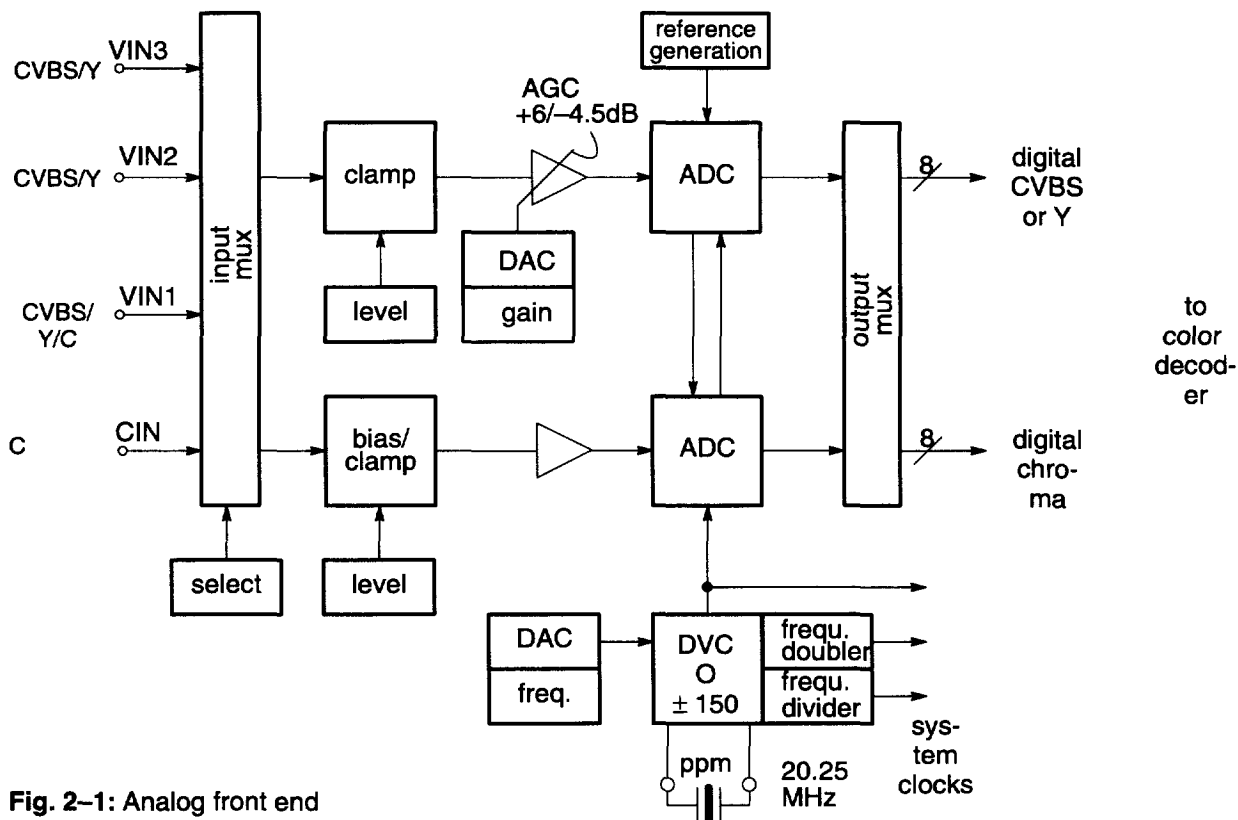 reference
generation
VIN3
CVBS/Y
AGC
+6/–4.5dB
VIN2
CVBS/Y
clamp
ADC
8
digital
CVBS
or Y
input
mux
DAC
gain
level
VIN1
CVBS/
Y/C
output
mux
to
color
decod-
er
CIN
C
bias/
clamp
ADC
8
digital
chro-
ma
select
level
DAC
freq.
DVC
O
± 150
frequ.
doubler
frequ.
divider
sys-
tem
clocks
ppm
20.25
MHz
Fig. 2–1: Analog front end